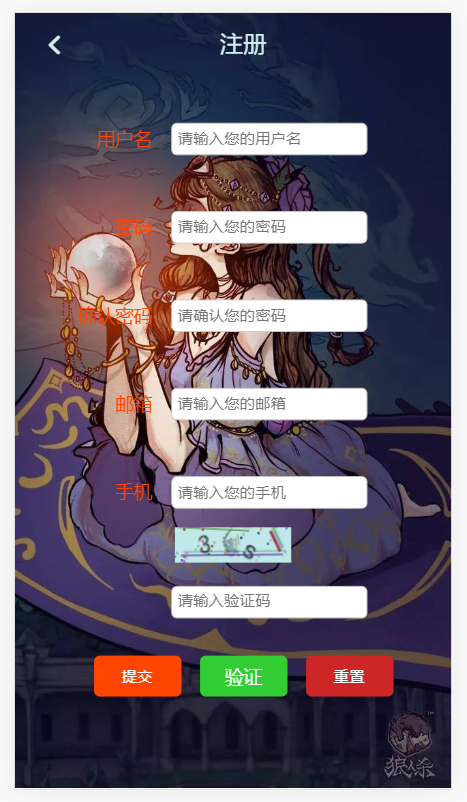 注册
用户名 请输入您的用户名
密码 请输入您的密码
确认密码 请确认您的密码
邮箱 请输入您的邮箱
手机 请输入您的手机
请输入验证码
提交 验证 重置
狼人杀